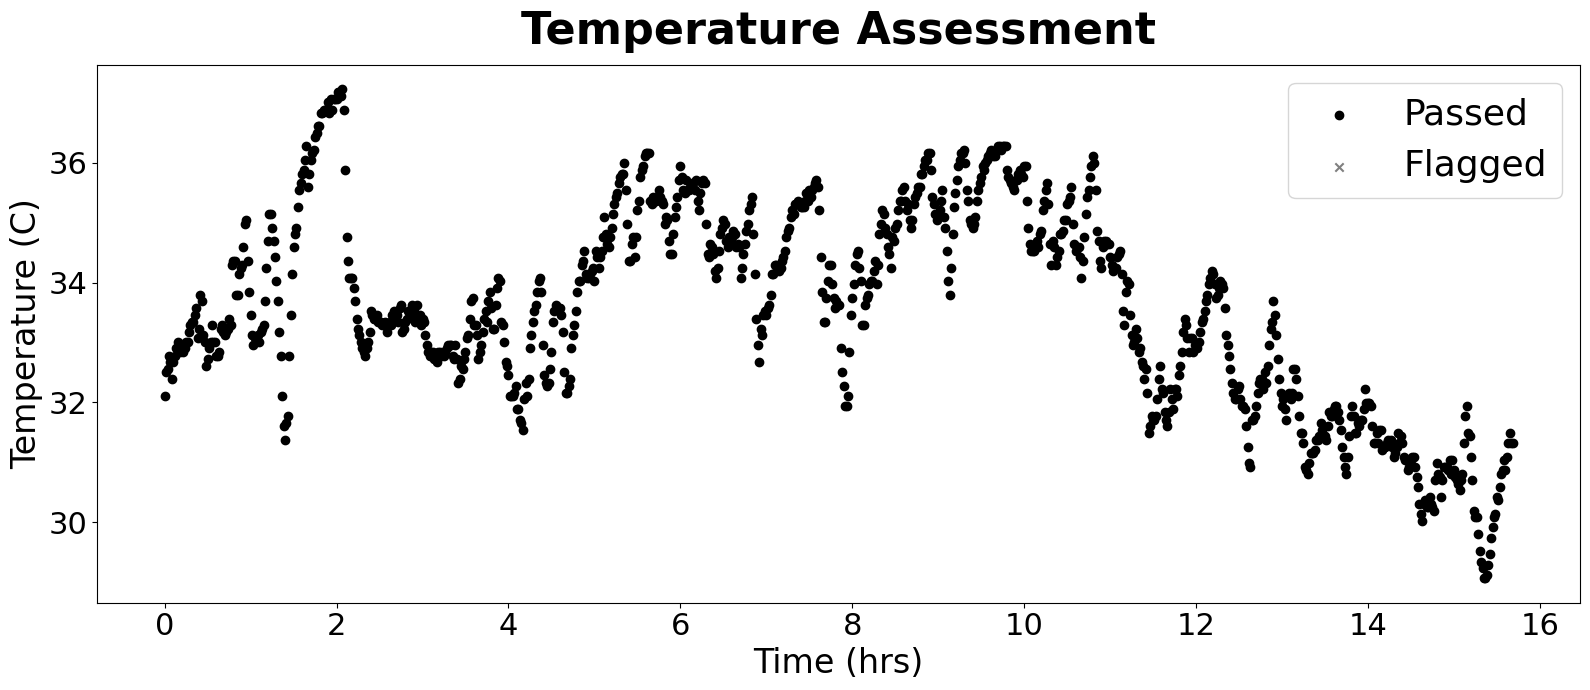 Temperature Assessment
Passed
Flagged
36
34
32
30
Temperature (C)
0 2 4 6 8 10 12 14 16
Time (hrs)